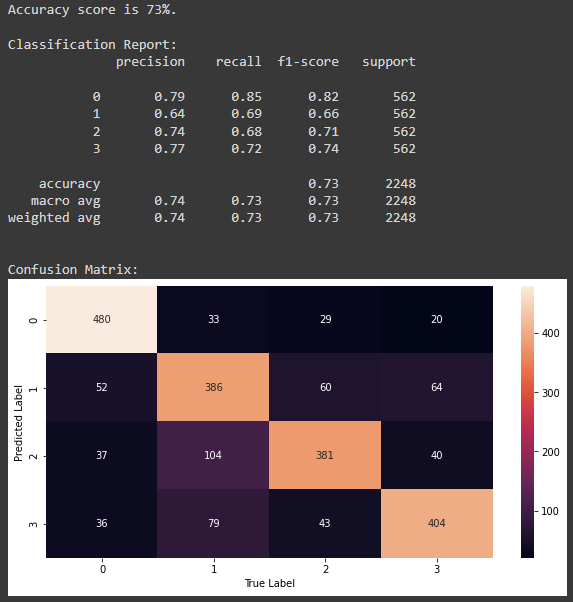 Accuracy score is 73%.
Classification Report:
precision recall f1-score support
0 0.79 0.85 0.82 562
1 0.64 0.69 0.66 562
2 0.74 0.68 0.71 562
3 0.77 0.72 0.74 562
accuracy 0.73 2248
macro avg 0.74 0.73 0.73 2248
weighted avg 0.74 0.73 0.73 2248
Confusion Matrix:
Predicted Label
0 480 33 29 20
1 52 386 60 64
2 37 104 381 40
3 36 79 43 404
0 1 2 3
True Label
400
300
200
100